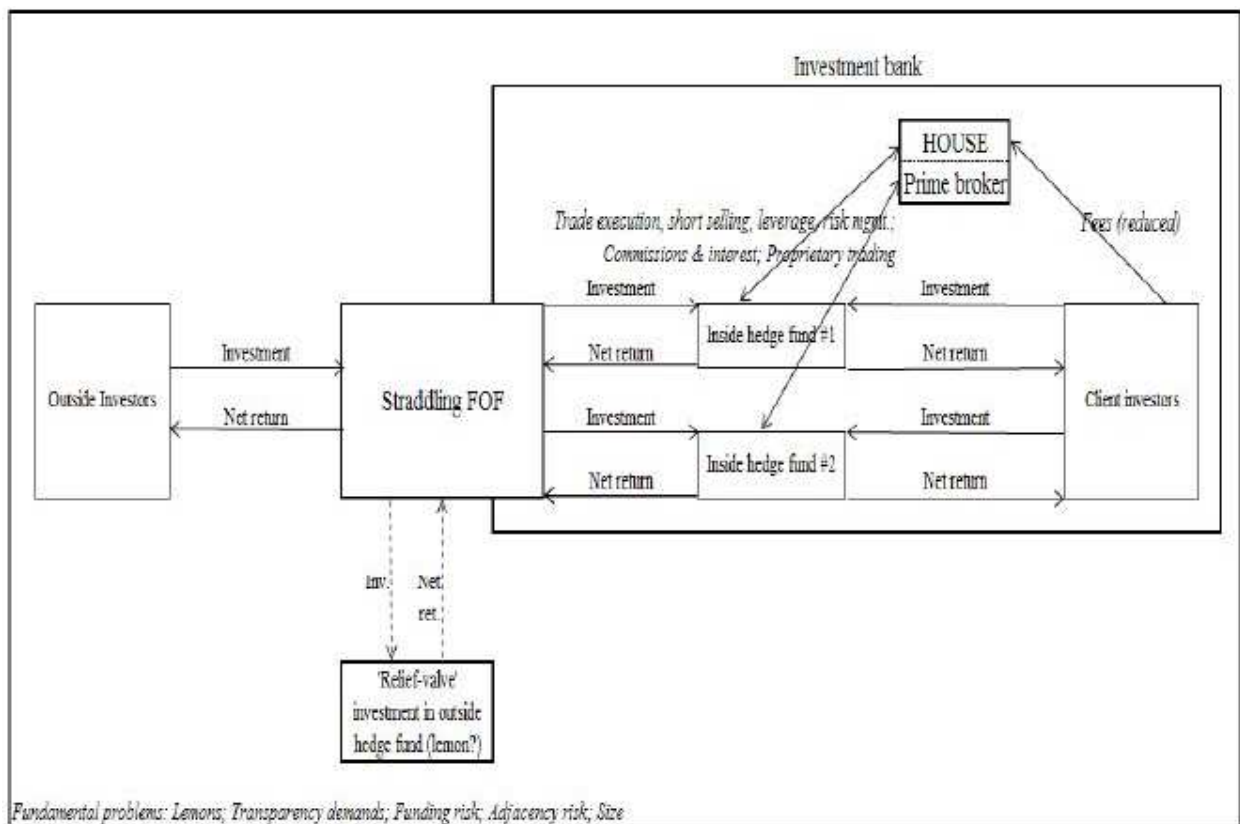 Investment bank
HOUSE
Prime broker
Trade execution, short selling, leverage, risk mgmt.;
Commissions & interest; Proprietary trading
Fees (reduced)
Investment
Investment
Inside hedge fund #1
Investment
Net return
Net return
Outside Investors
Straddling FOF
Client investors
Net return
Investment
Investment
Inside hedge fund #2
Net return
Net return
Inv.
Net
ret.
'Relief-valve'
investment in outside
hedge fund (lemon?)
Fundamental problems: Lemons; Transparency demands; Funding risk; Adjacency risk; Size